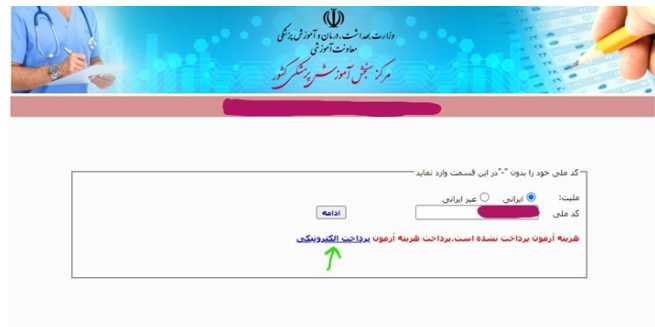 وزارت بهداشت، درمان و آموزش پزشکی
معاونت آموزشی
مرکز سنجش آموزش پزشکی کشور
کد ملی خود را بدون "-" در این قسمت وارد نماید
ملیت: ایرانی غیر ایرانی
کد ملی ادامه
هزینه آزمون پرداخت نشده است.پرداخت هزینه آزمون پرداخت الکترونیکی